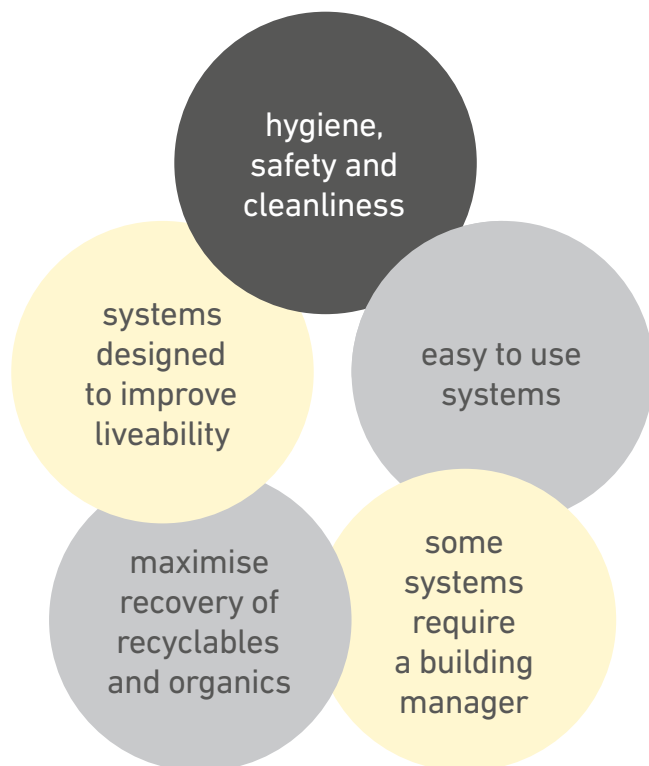 hygiene,
safety and
cleanliness
systems
designed
to improve
liveability
easy to use
systems
maximise
recovery of
recyclables
and organics
some
systems
require
a building
manager